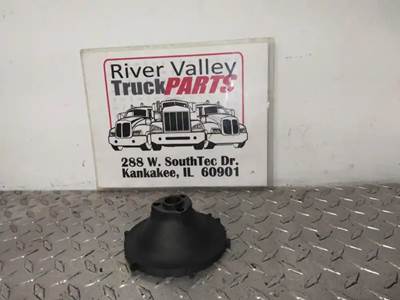 River Valley
TruckPARTS
288 W. SouthTec Dr.
Kankakee, IL 60901